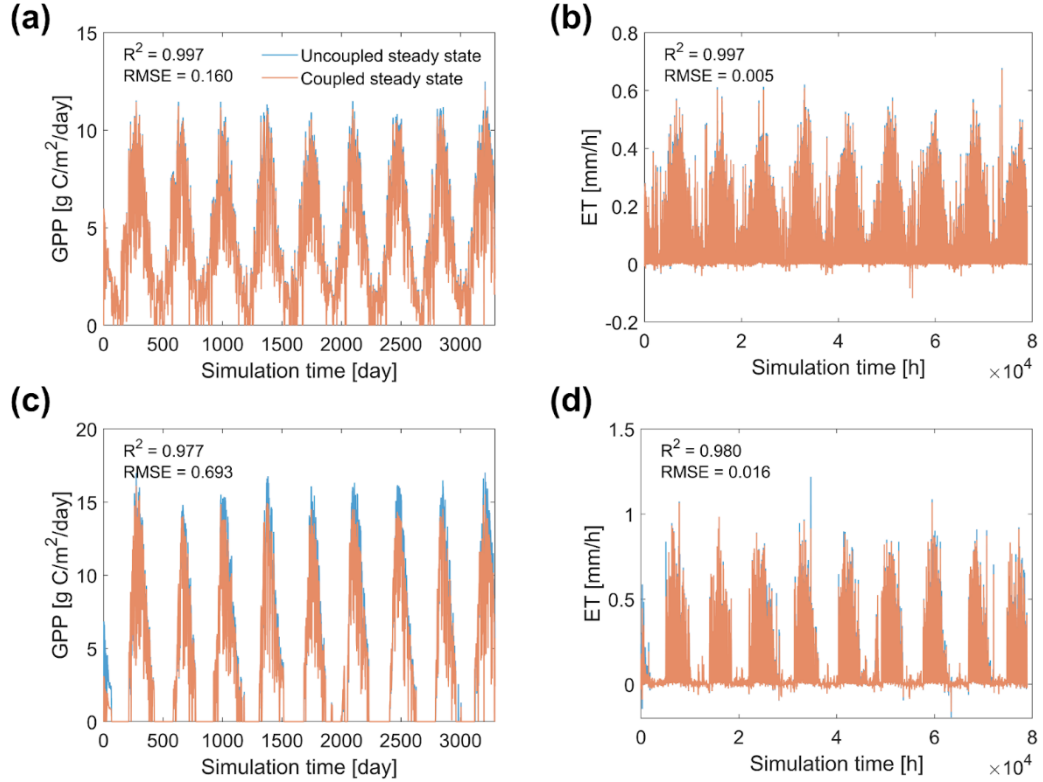 (a)
15
10
5
0
GPP [g C/m²/day]
R² = 0.997
RMSE = 0.160
Uncoupled steady state
Coupled steady state
0 500 1000 1500 2000 2500 3000
Simulation time [day]
(b)
0.8
0.6
0.4
0.2
0
-0.2
ET [mm/h]
R² = 0.997
RMSE = 0.005
0 2 4 6 8
Simulation time [h]
×10⁴
(c)
20
15
10
5
0
GPP [g C/m²/day]
R² = 0.977
RMSE = 0.693
0 500 1000 1500 2000 2500 3000
Simulation time [day]
(d)
1.5
1
0.5
0
ET [mm/h]
R² = 0.980
RMSE = 0.016
0 2 4 6 8
Simulation time [h]
×10⁴